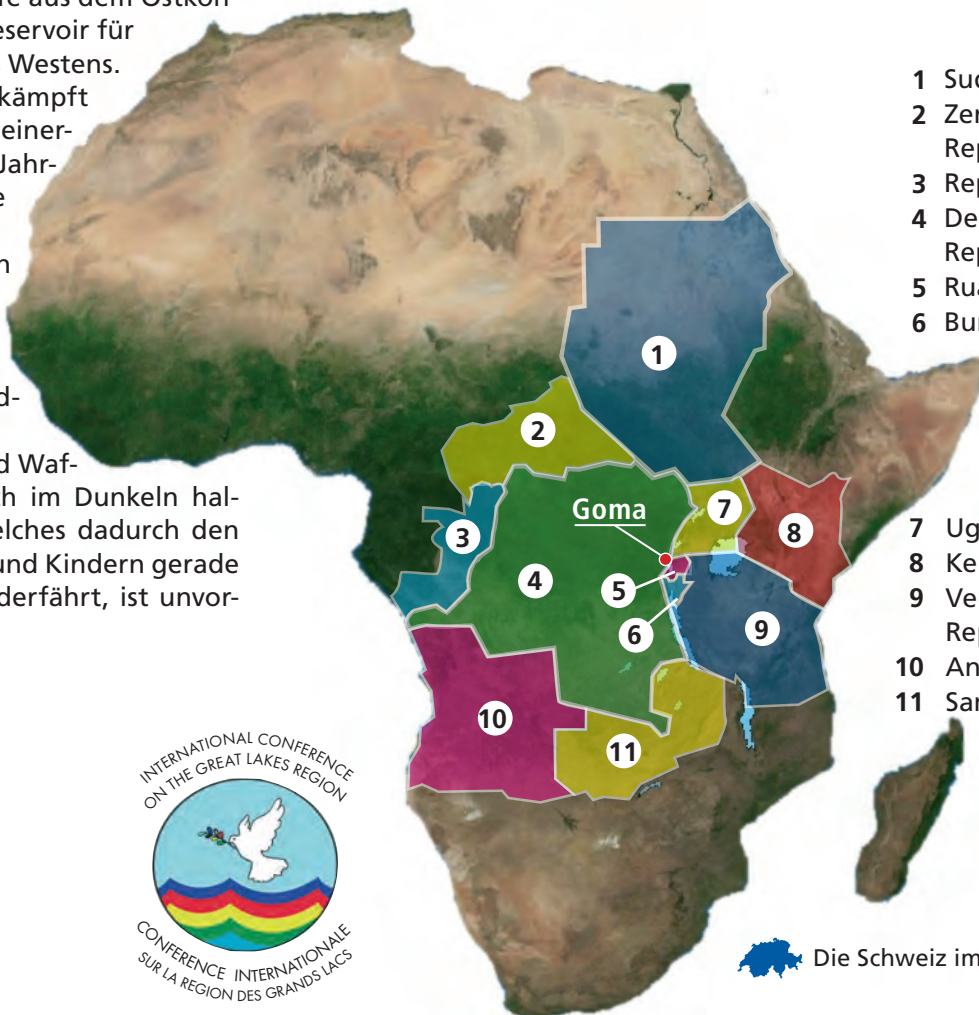 re aus dem Ostkon
eservoir für
Westens.
kämpft
einer-
Jahr-
e
n
d-
d Waf-
h im Dunkeln hal-
elches dadurch den
und Kindern gerade
derfährt, ist unvor-
1 Sud
2 Zen
Rep
3 Rep
4 De
Rep
5 Rua
6 Bur
7 Ug
8 Ke
9 Ve
Rep
10 An
11 Sam
1
2
Goma
7
3
8
4
5
6
9
10
11
INTERNATIONAL CONFERENCE
ON THE GREAT LAKES REGION
CONFERENCE INTERNATIONALE
SUR LA REGION DES GRANDS LACS
Die Schweiz im